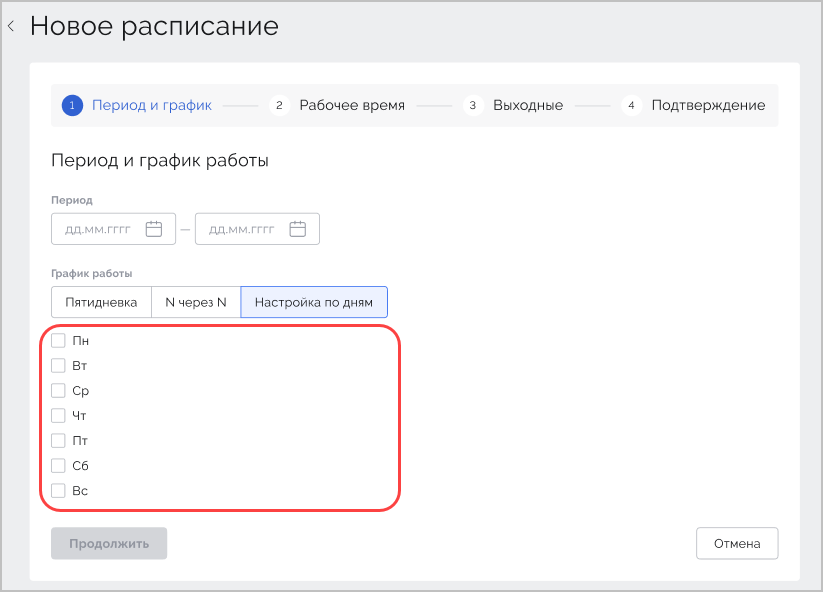 Новое расписание
1 Период и график 2 Рабочее время 3 Выходные 4 Подтверждение
Период и график работы
Период
дд.мм.гггг — дд.мм.гггг
График работы
Пятидневка N через N Настройка по дням
Пн
Вт
Ср
Чт
Пт
Сб
Вс
Продолжить Отмена